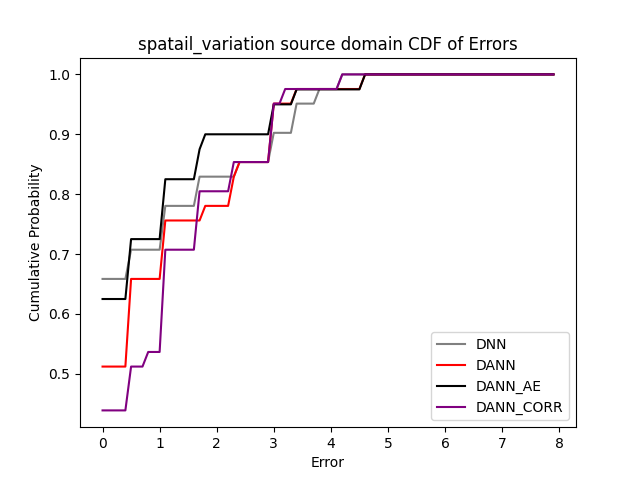 spatail_variation source domain CDF of Errors
Cumulative Probability
1.0
0.9
0.8
0.7
0.6
0.5
0 1 2 3 4 5 6 7 8
Error
DNN
DANN
DANN_AE
DANN_CORR